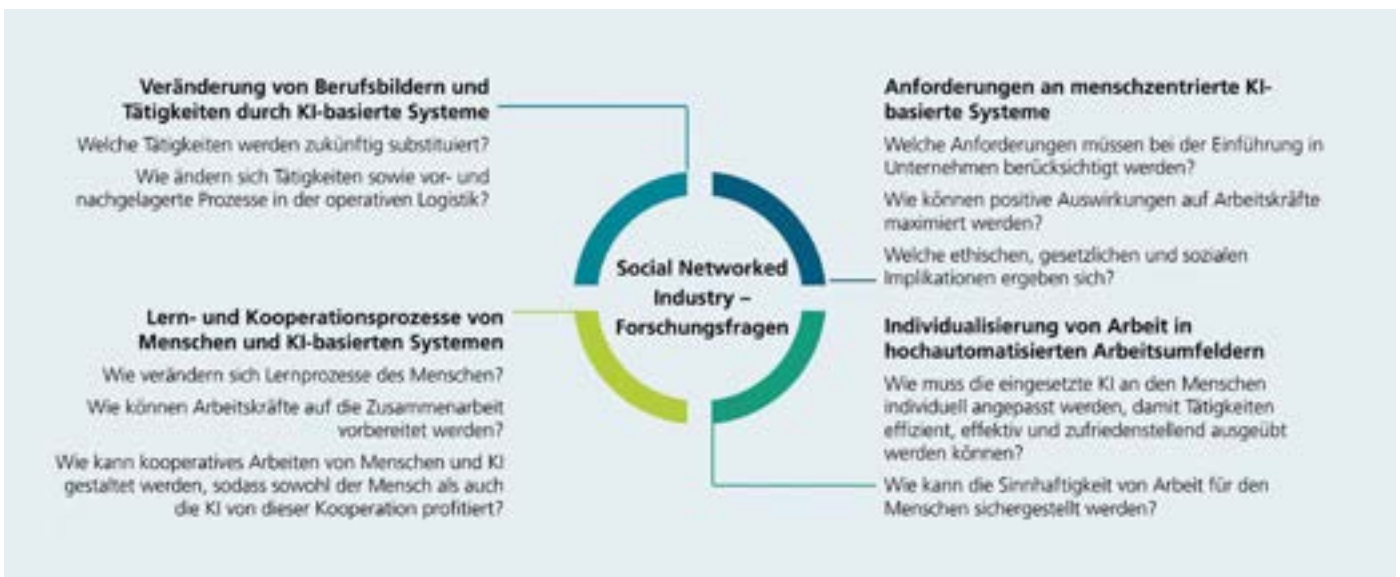 Veränderung von Berufsbildern und
Tätigkeiten durch KI-basierte Systeme
Welche Tätigkeiten werden zukünftig substituiert?
Wie ändern sich Tätigkeiten sowie vor- und
nachgelagerte Prozesse in der operativen Logistik?
Anforderungen an menschzentrierte KI-
basierte Systeme
Welche Anforderungen müssen bei der Einführung in
Unternehmen berücksichtigt werden?
Wie können positive Auswirkungen auf Arbeitskräfte
maximiert werden?
Welche ethischen, gesetzlichen und sozialen
Implikationen ergeben sich?
Social Networked
Industry –
Forschungsfragen
Lern- und Kooperationsprozesse von
Menschen und KI-basierten Systemen
Wie verändern sich Lernprozesse des Menschen?
Wie können Arbeitskräfte auf die Zusammenarbeit
vorbereitet werden?
Wie kann kooperatives Arbeiten von Menschen und KI
gestaltet werden, sodass sowohl der Mensch als auch
die KI von dieser Kooperation profitiert?
Individualisierung von Arbeit in
hochautomatisierten Arbeitsumfeldern
Wie muss die eingesetzte KI an den Menschen
individuell angepasst werden, damit Tätigkeiten
effizient, effektiv und zufriedenstellend ausgeübt
werden können?
Wie kann die Sinnhaftigkeit von Arbeit für den
Menschen sichergestellt werden?